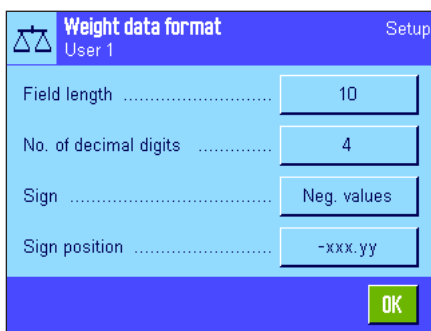 Weight data format Setup
User 1
Field length ............................ 10
No. of decimal digits .............. 4
Sign ...................................... Neg. values
Sign position .......................... -xxx.yy
OK